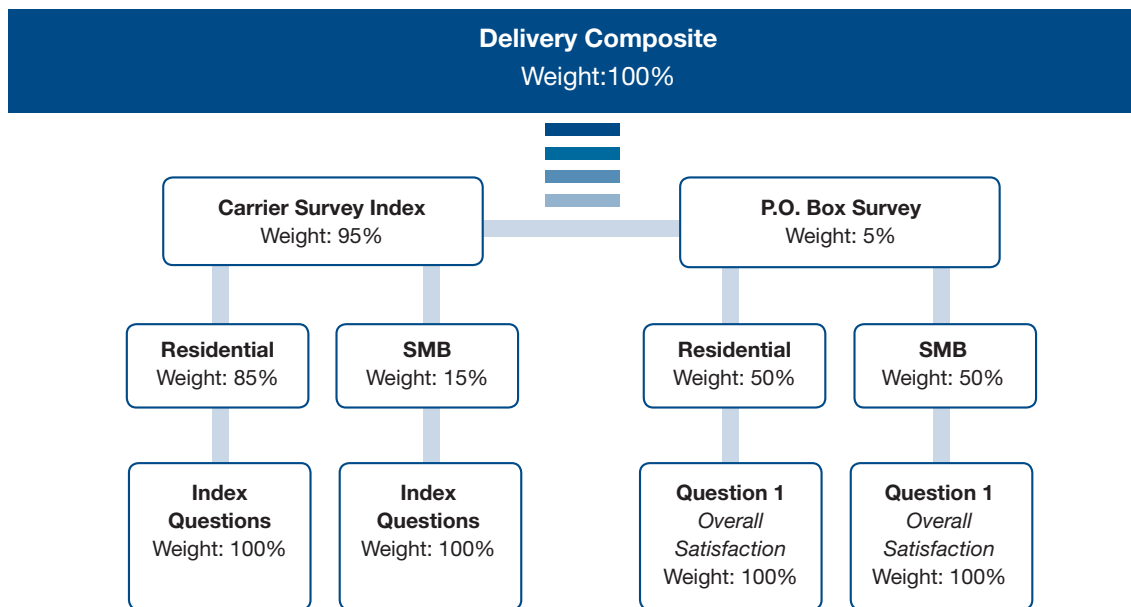 Delivery Composite
Weight:100%
Carrier Survey Index
Weight: 95%
P.O. Box Survey
Weight: 5%
Residential
Weight: 85%
SMB
Weight: 15%
Residential
Weight: 50%
SMB
Weight: 50%
Index
Questions
Weight: 100%
Index
Questions
Weight: 100%
Question 1
Overall
Satisfaction
Weight: 100%
Question 1
Overall
Satisfaction
Weight: 100%